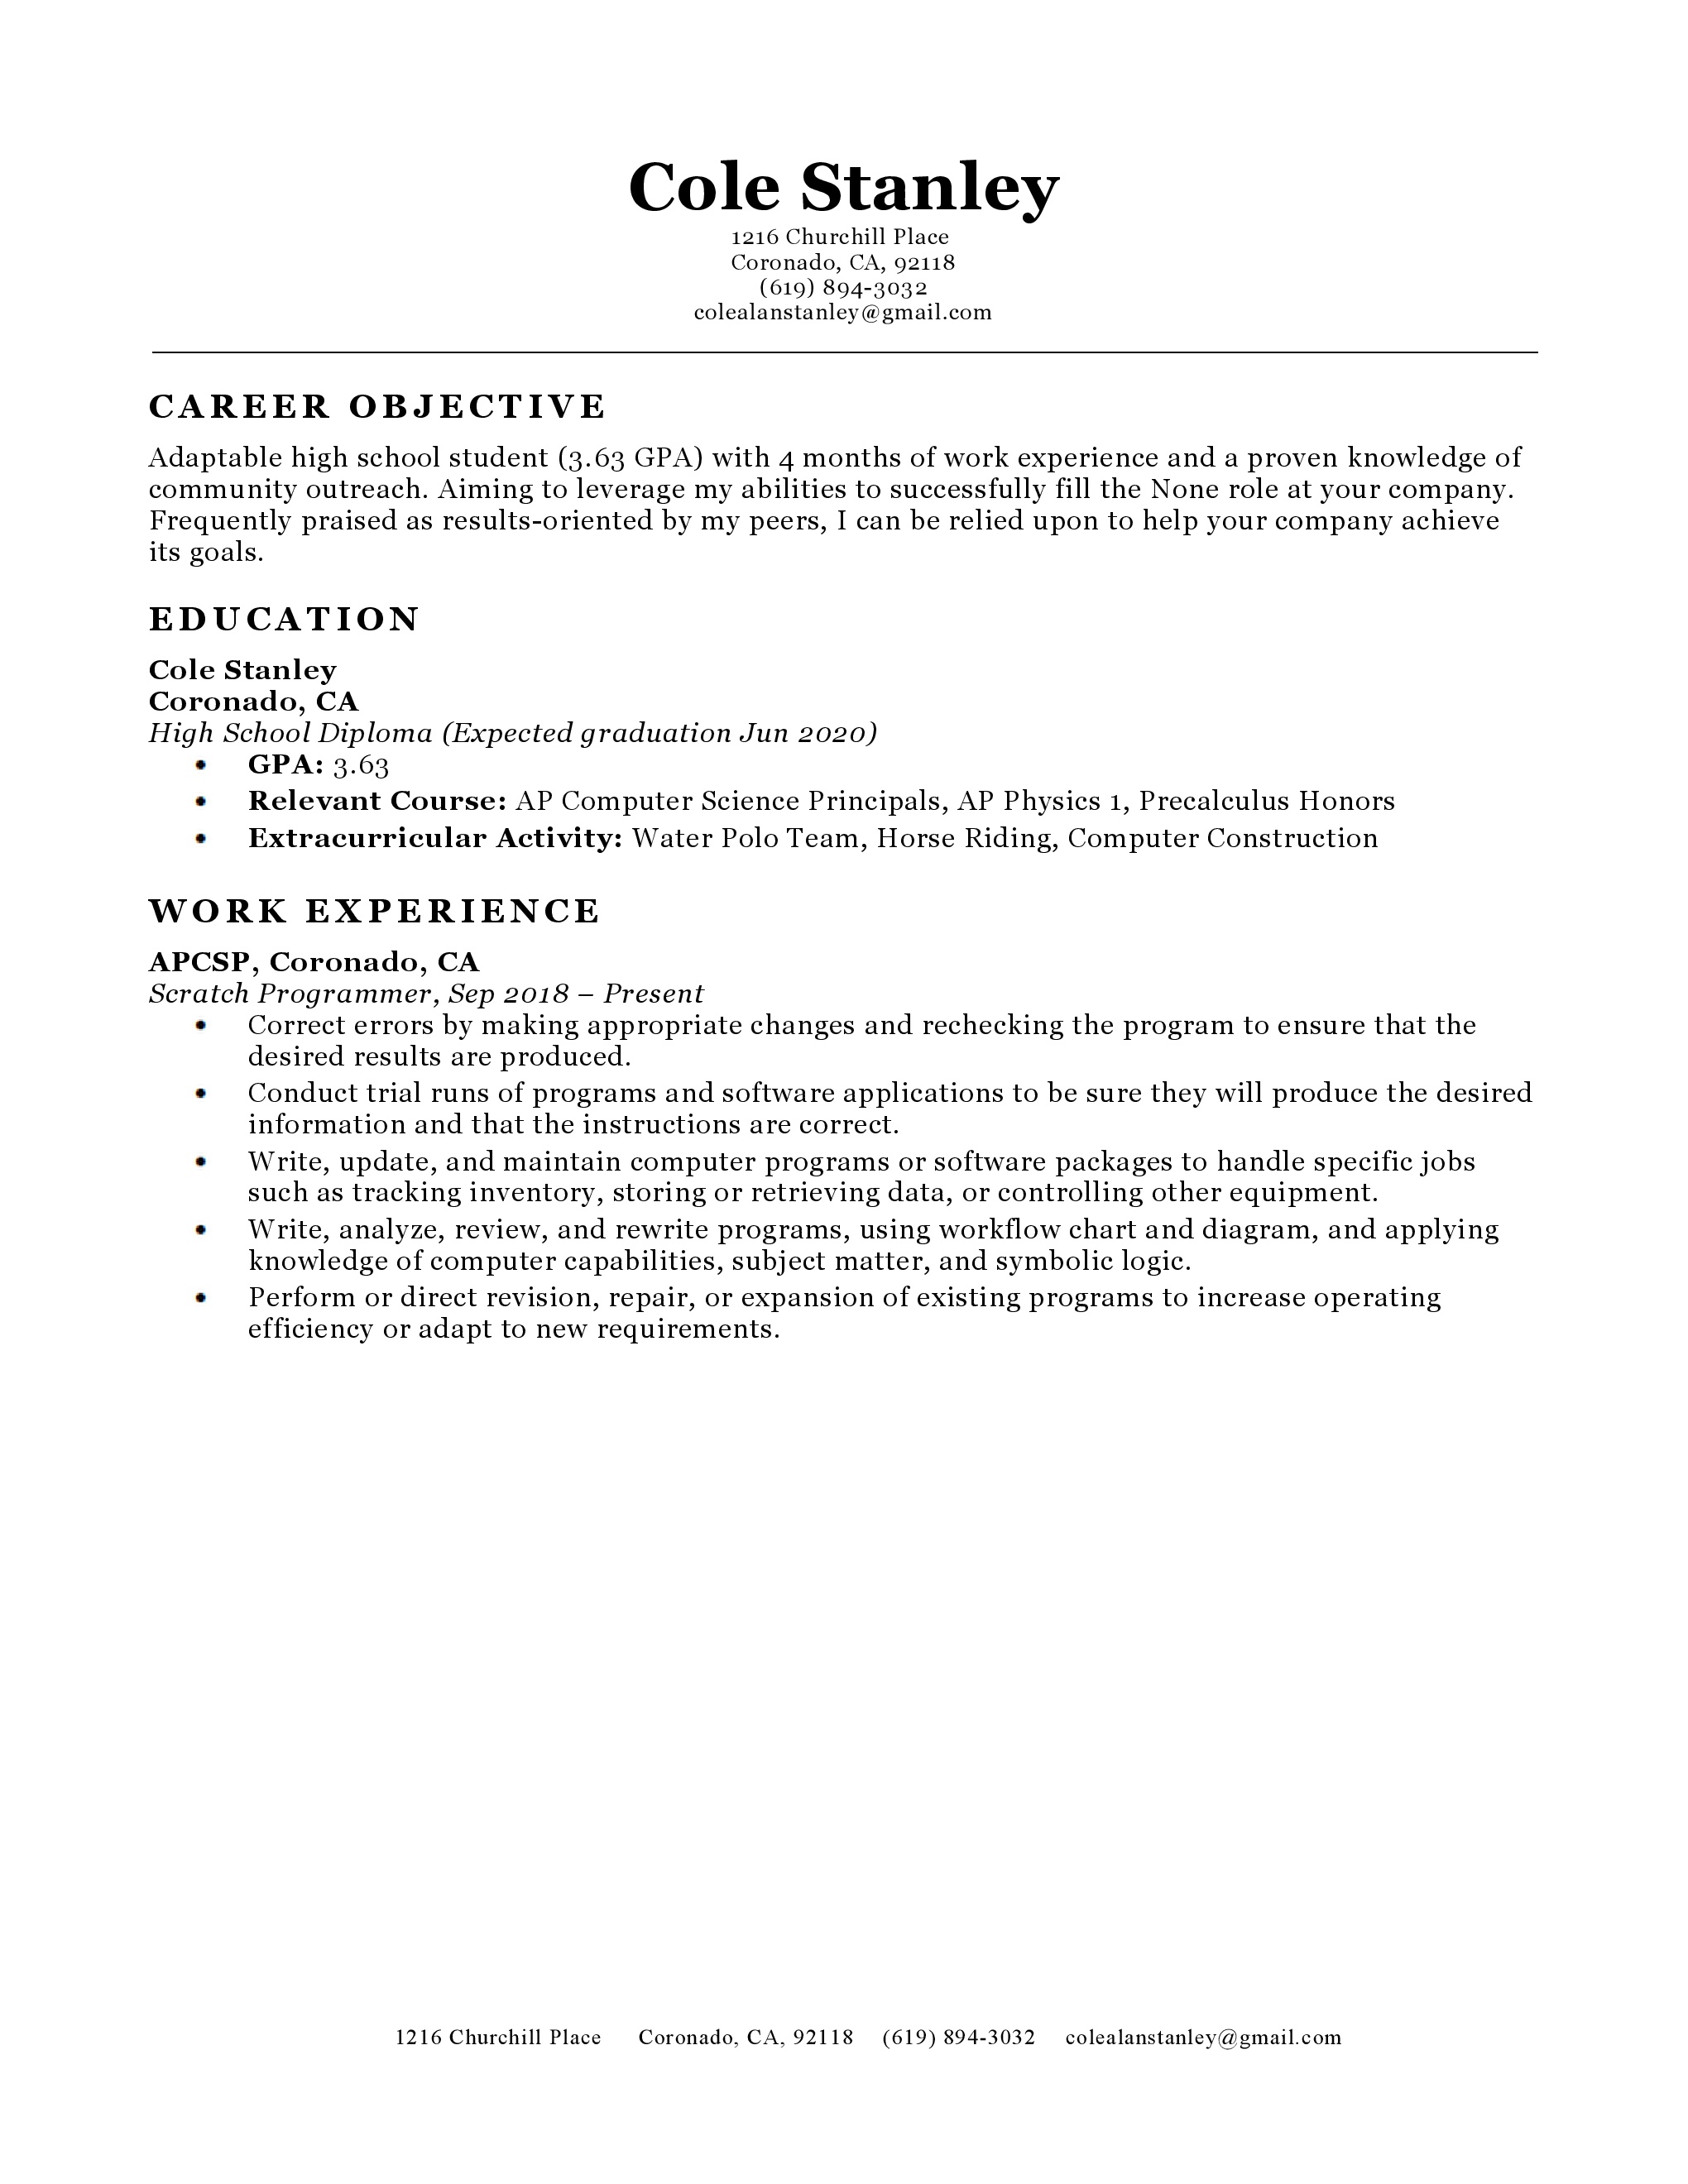 Cole Stanley
1216 Churchill Place
Coronado, CA, 92118
(619) 894-3032
colealanstanley@gmail.com
CAREER OBJECTIVE
Adaptable high school student (3.63 GPA) with 4 months of work experience and a proven knowledge of
community outreach. Aiming to leverage my abilities to successfully fill the None role at your company.
Frequently praised as results-oriented by my peers, I can be relied upon to help your company achieve
its goals.
EDUCATION
Cole Stanley
Coronado, CA
High School Diploma (Expected graduation Jun 2020)
• GPA: 3.63
• Relevant Course: AP Computer Science Principals, AP Physics 1, Precalculus Honors
• Extracurricular Activity: Water Polo Team, Horse Riding, Computer Construction
WORK EXPERIENCE
APCSP, Coronado, CA
Scratch Programmer, Sep 2018 – Present
• Correct errors by making appropriate changes and rechecking the program to ensure that the
desired results are produced.
• Conduct trial runs of programs and software applications to be sure they will produce the desired
information and that the instructions are correct.
• Write, update, and maintain computer programs or software packages to handle specific jobs
such as tracking inventory, storing or retrieving data, or controlling other equipment.
• Write, analyze, review, and rewrite programs, using workflow chart and diagram, and applying
knowledge of computer capabilities, subject matter, and symbolic logic.
• Perform or direct revision, repair, or expansion of existing programs to increase operating
efficiency or adapt to new requirements.
1216 Churchill Place Coronado, CA, 92118 (619) 894-3032 colealanstanley@gmail.com